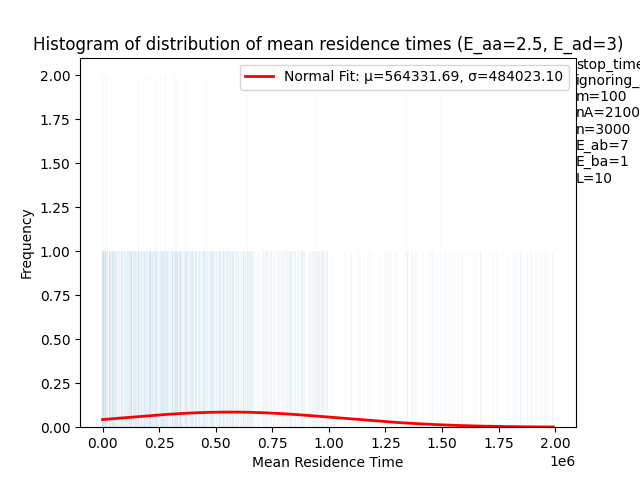 Histogram of distribution of mean residence times (E_aa=2.5, E_ad=3)
Normal Fit: μ=564331.69, σ=484023.10
stop_time
ignoring_
m=100
nA=2100
n=3000
E_ab=7
E_ba=1
L=10
Frequency
2.00
1.75
1.50
1.25
1.00
0.75
0.50
0.25
0.00
0.00 0.25 0.50 0.75 1.00 1.25 1.50 1.75 2.00
1e6
Mean Residence Time